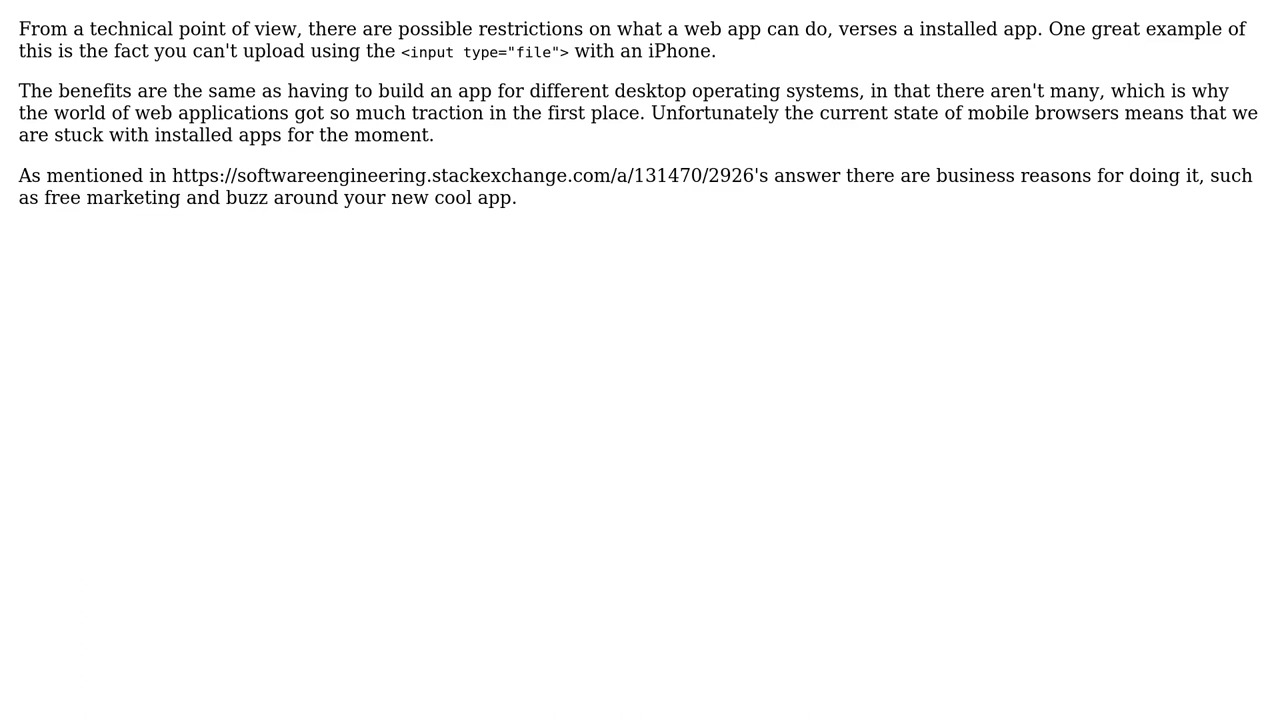 From a technical point of view, there are possible restrictions on what a web app can do, verses a installed app. One great example of
this is the fact you can't upload using the <input type="file"> with an iPhone.
The benefits are the same as having to build an app for different desktop operating systems, in that there aren't many, which is why
the world of web applications got so much traction in the first place. Unfortunately the current state of mobile browsers means that we
are stuck with installed apps for the moment.
As mentioned in https://softwareengineering.stackexchange.com/a/131470/2926's answer there are business reasons for doing it, such
as free marketing and buzz around your new cool app.